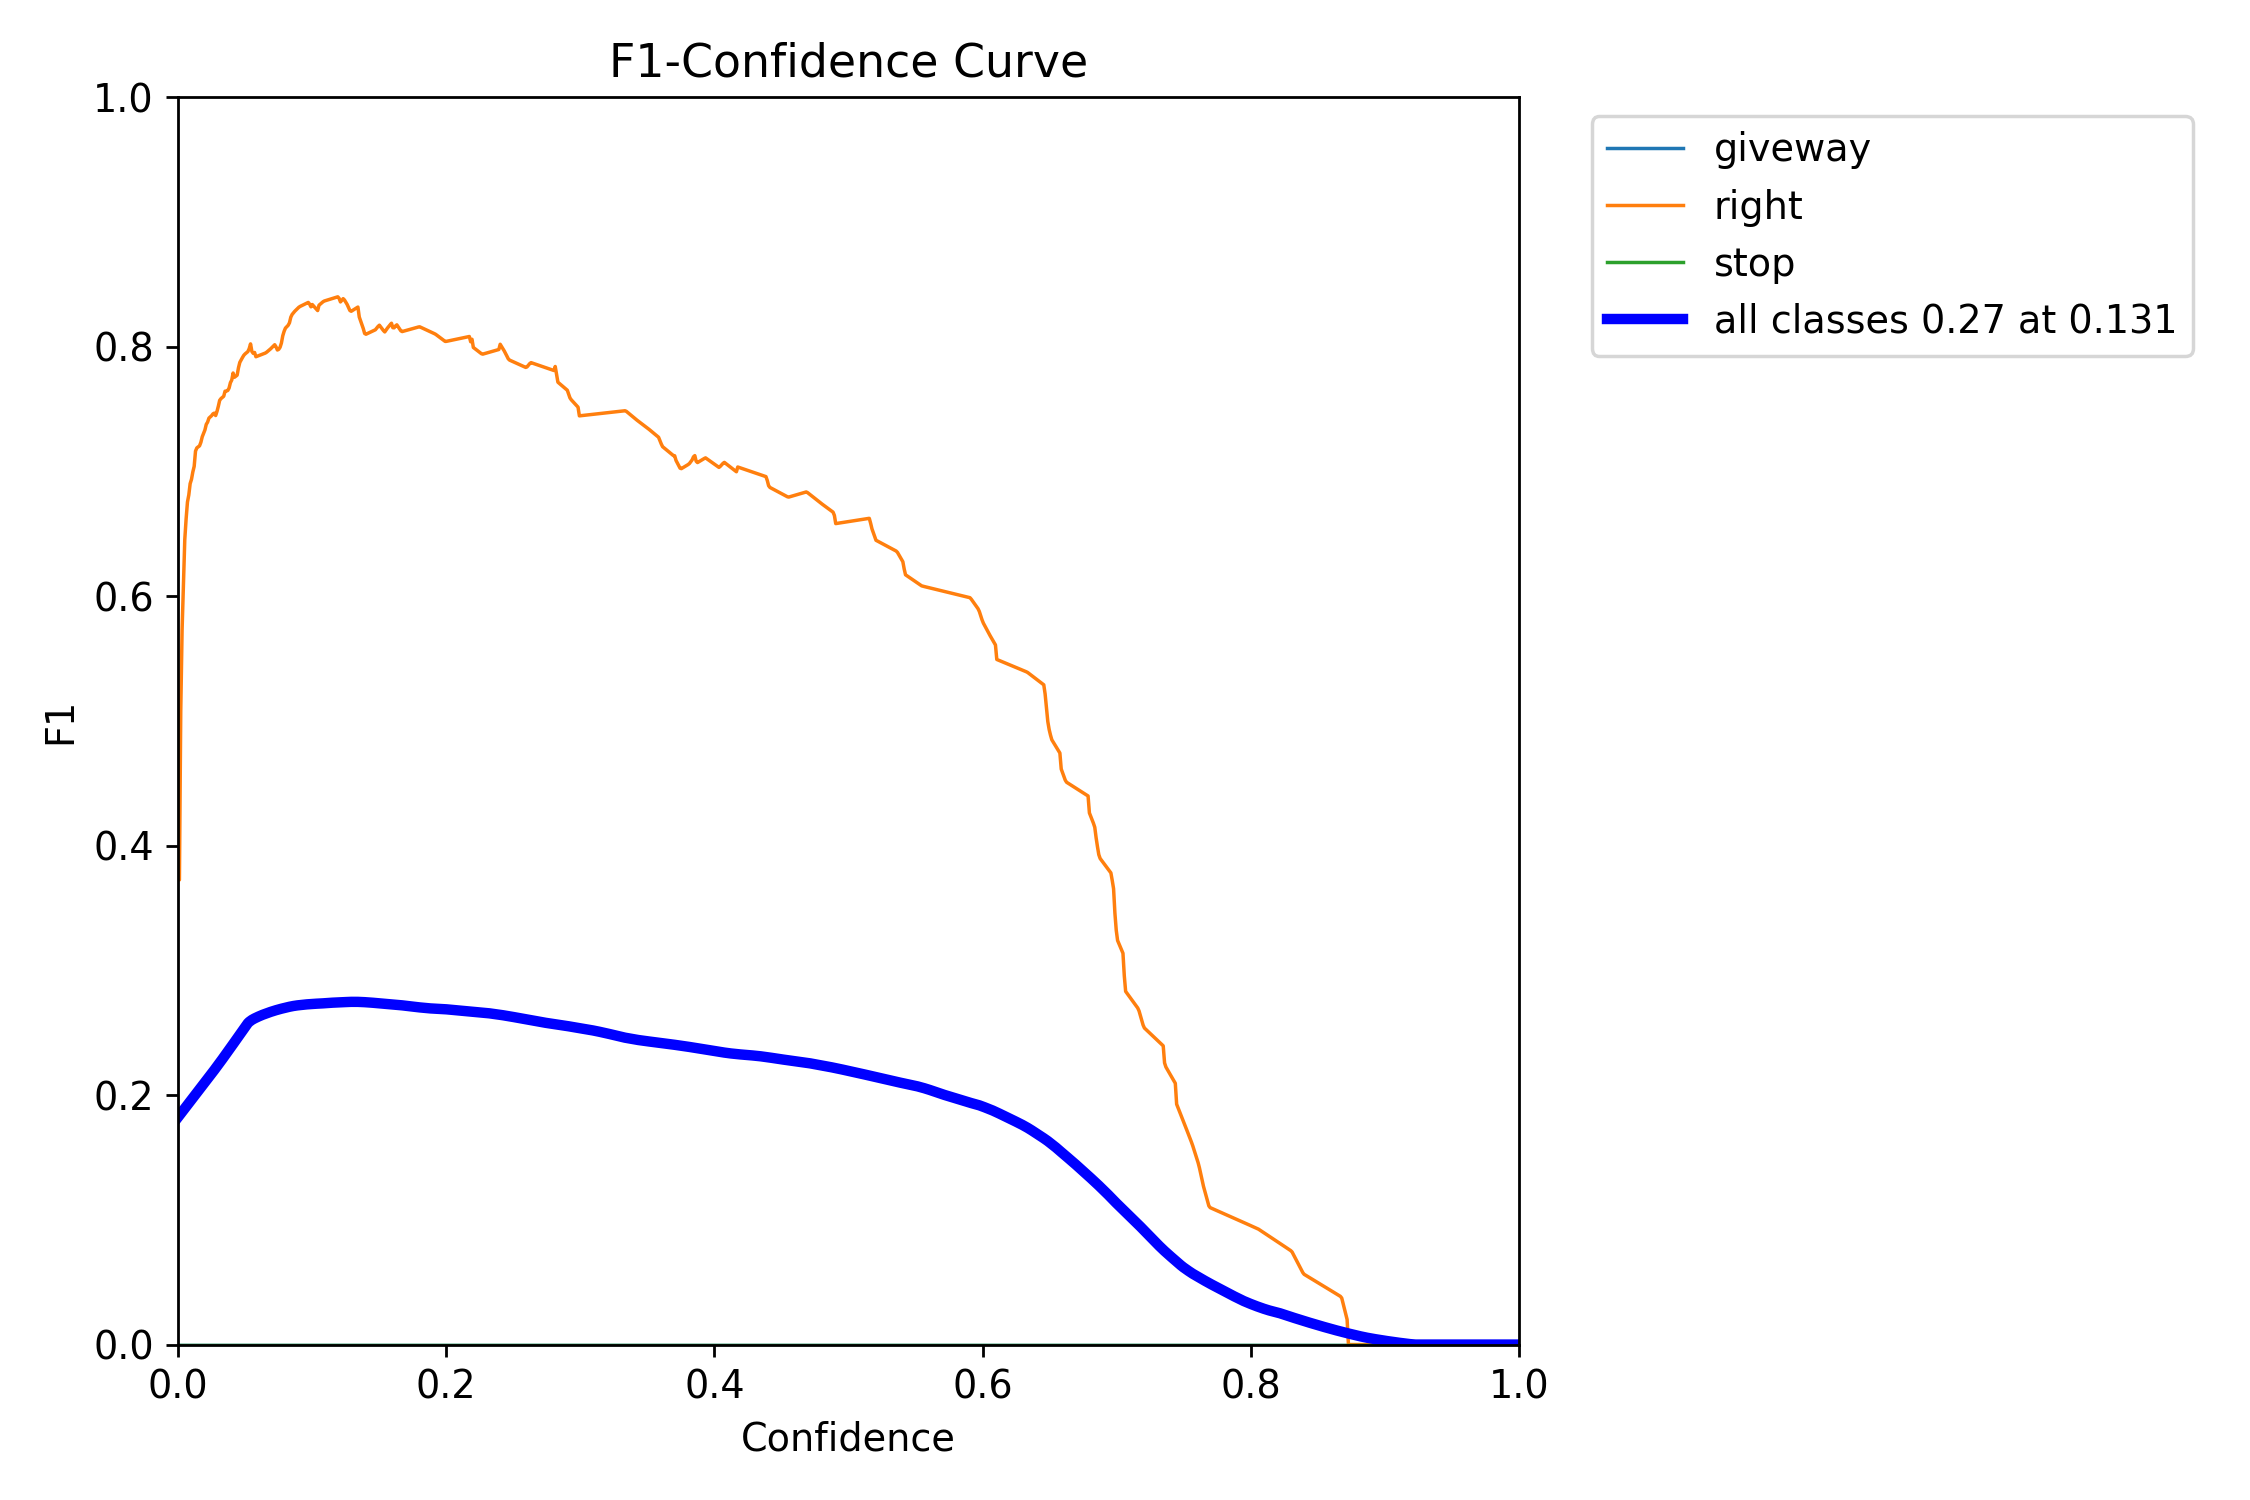 F1-Confidence Curve
1.0
0.8
0.6
0.4
0.2
0.0
F1
0.0 0.2 0.4 0.6 0.8 1.0
Confidence
giveway
right
stop
all classes 0.27 at 0.131